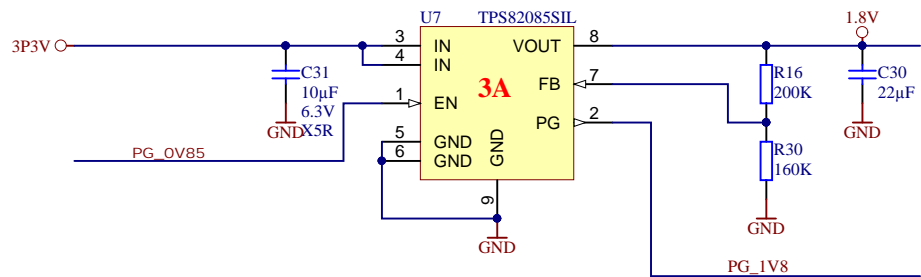 U7 TPS82085SIL
1.8V
3P3V
3 IN VOUT 8
4 IN
C31
10µF
6.3V
X5R
GND
3A
FB 7
R16
200K
C30
22µF
GND
1 EN
PG 2
PG_0V85
5 GND
6 GND
GND
9
GND
R30
160K
GND
PG_1V8